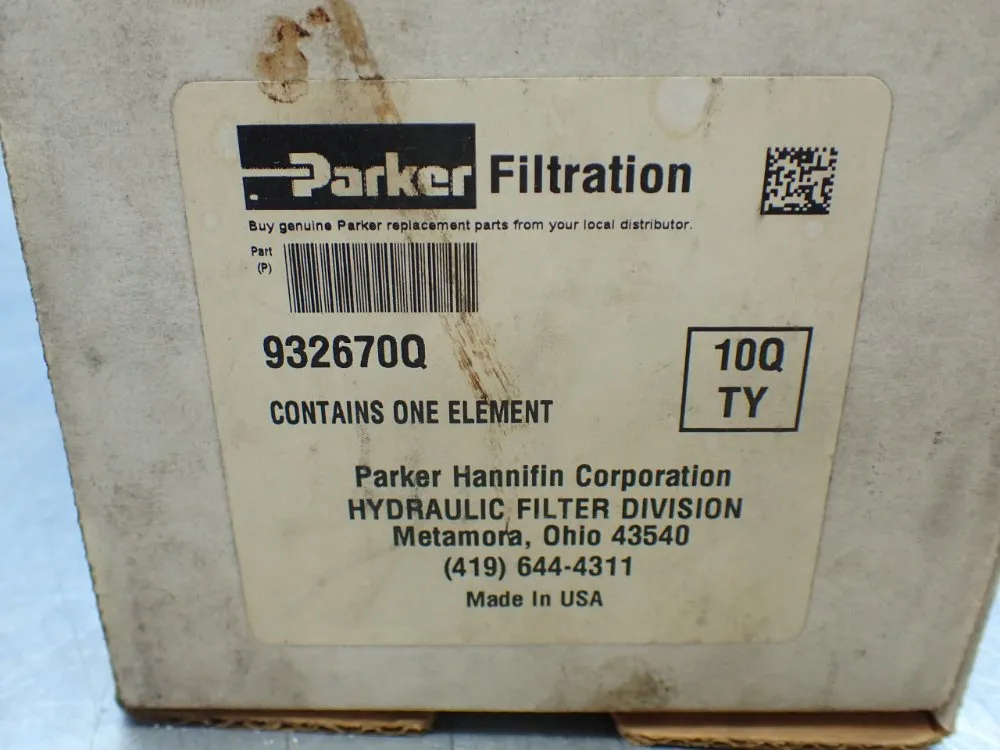 Parker Filtration
Buy genuine Parker replacement parts from your local distributor.
Part
(P)
932670Q
10Q
TY
CONTAINS ONE ELEMENT
Parker Hannifin Corporation
HYDRAULIC FILTER DIVISION
Metamora, Ohio 43540
(419) 644-4311
Made In USA